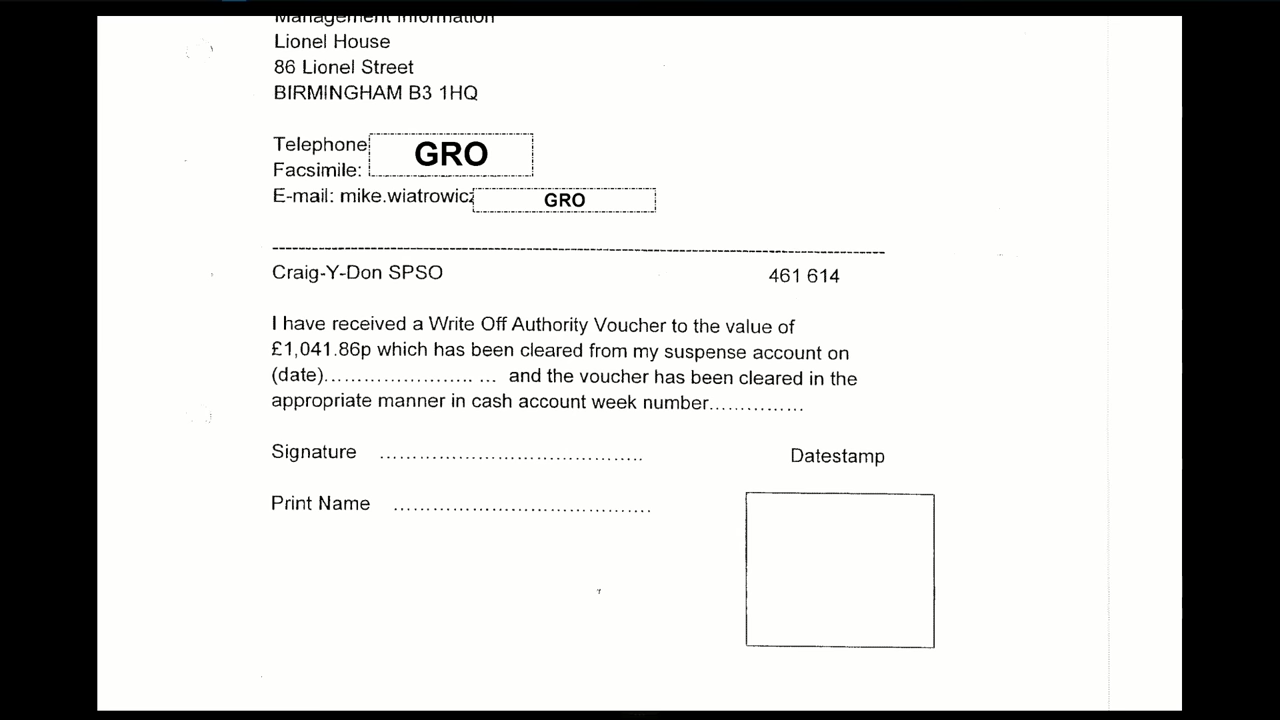 Management Information
Lionel House
86 Lionel Street
BIRMINGHAM B3 1HQ
Telephone
GRO
Facsimile:
E-mail: mike.wiatrowicz
GRO
Craig-Y-Don SPSO 461 614
I have received a Write Off Authority Voucher to the value of
£1,041.86p which has been cleared from my suspense account on
(date)...................... ... and the voucher has been cleared in the
appropriate manner in cash account week number..............
Signature .......................................
Datestamp
Print Name .......................................